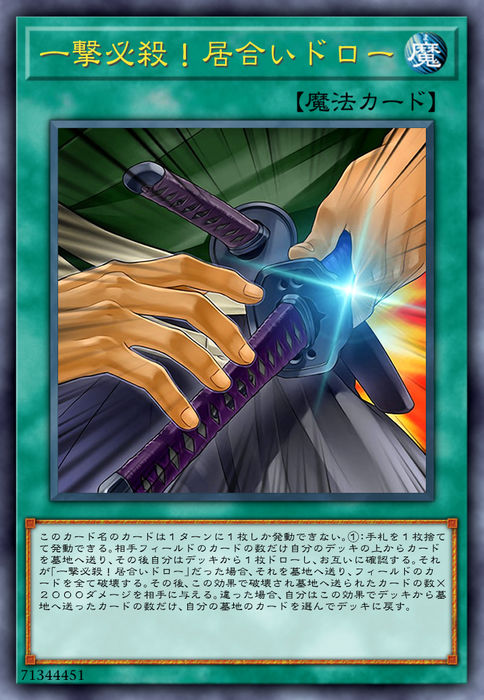 一撃必殺！居合いドロー 魔
【魔法カード】
このカード名のカードは１ターンに１枚しか発動できない。①：手札を１枚捨て
て発動できる。相手フィールドのカードの数だけ自分のデッキの上からカード
を墓地へ送り、その後自分はデッキから１枚ドローし、お互いに確認する。それ
が「一撃必殺！居合いドロー」だった場合、それを墓地へ送り、フィールドのカ
ードを全て破壊する。その後、この効果で破壊され墓地へ送られたカードの数×
２０００ダメージを相手に与える。違った場合、自分はこの効果でデッキから墓
地へ送ったカードの数だけ、自分の墓地のカードを選んでデッキに戻す。
71344451